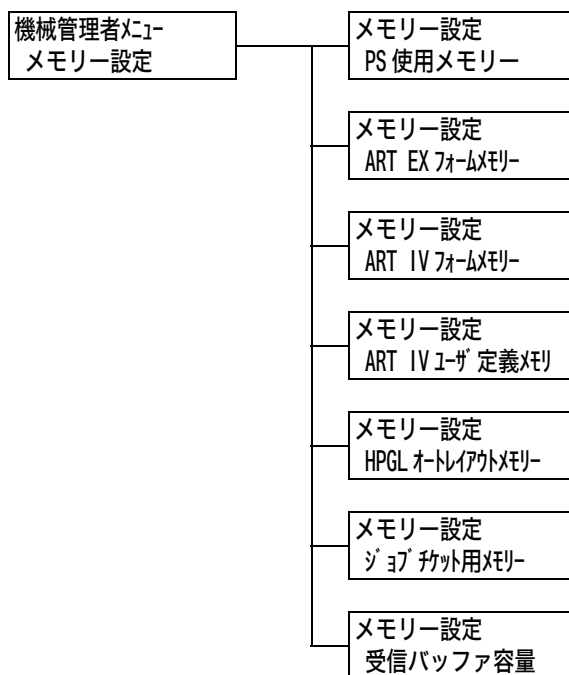 機械管理者ﾒﾆｭｰ
メモリー設定
メモリー設定
PS 使用メモリー
メモリー設定
ART EX ﾌｫｰﾑﾒﾓﾘｰ
メモリー設定
ART IV ﾌｫｰﾑﾒﾓﾘｰ
メモリー設定
ART IV ﾕｰｻﾞ定義ﾒﾓﾘ
メモリー設定
HPGL ｵｰﾄﾚｲｱｳﾄﾒﾓﾘｰ
メモリー設定
ｼﾞｮﾌﾞﾁｹｯﾄ用ﾒﾓﾘｰ
メモリー設定
受信バッファ容量